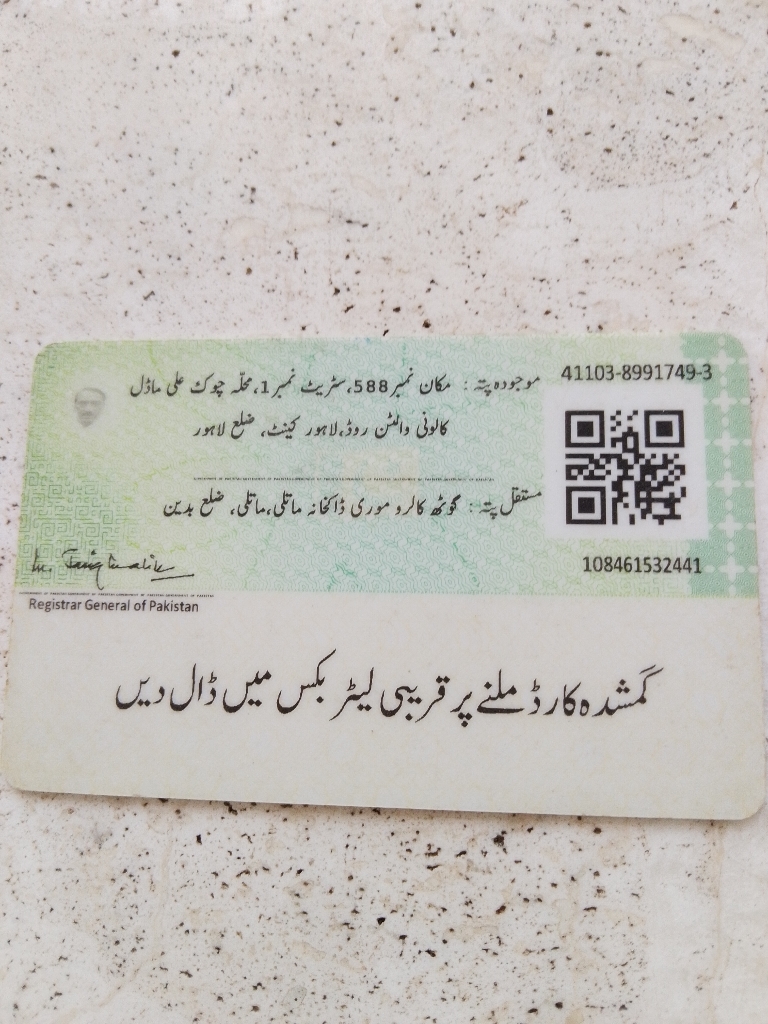 41103-8991749-3
موجودہ پتہ : مکان نمبر 588،سٹریٹ نمبر 1، محلّہ چوک علی ماڈل
کالونی والٹن روڈ،لاہور کینٹ، ضلع لاہور
مستقل پتہ : گوٹھ کالرو موری ڈاکخانہ ماتلی،ماتلی، ضلع بدین
108461532441
Registrar General of Pakistan
گمشدہ کارڈ ملنے پر قریبی لیٹر بکس میں ڈال دیں